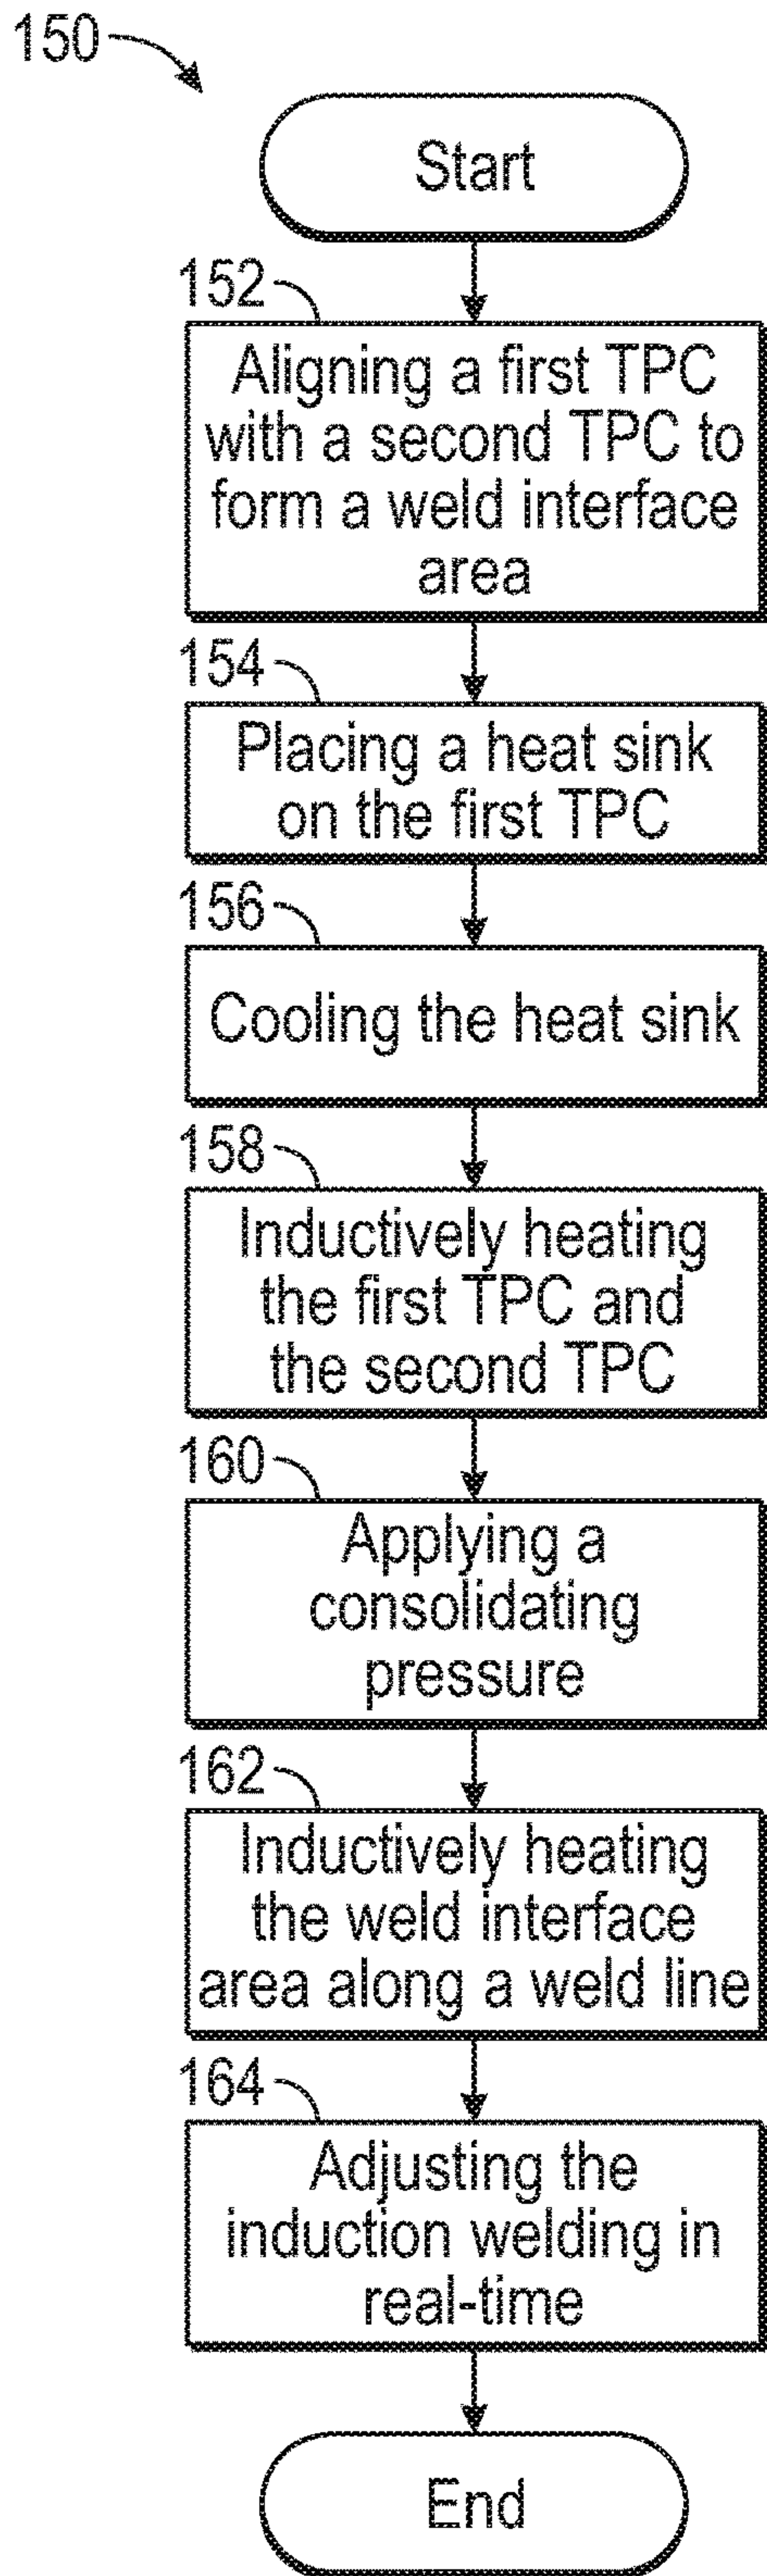 150
Start
152
Aligning a first TPC
with a second TPC to
form a weld interface
area
154
Placing a heat sink
on the first TPC
156
Cooling the heat sink
158
Inductively heating
the first TPC and
the second TPC
160
Applying a
consolidating
pressure
162
Inductively heating
the weld interface
area along a weld line
164
Adjusting the
induction welding in
real-time
End